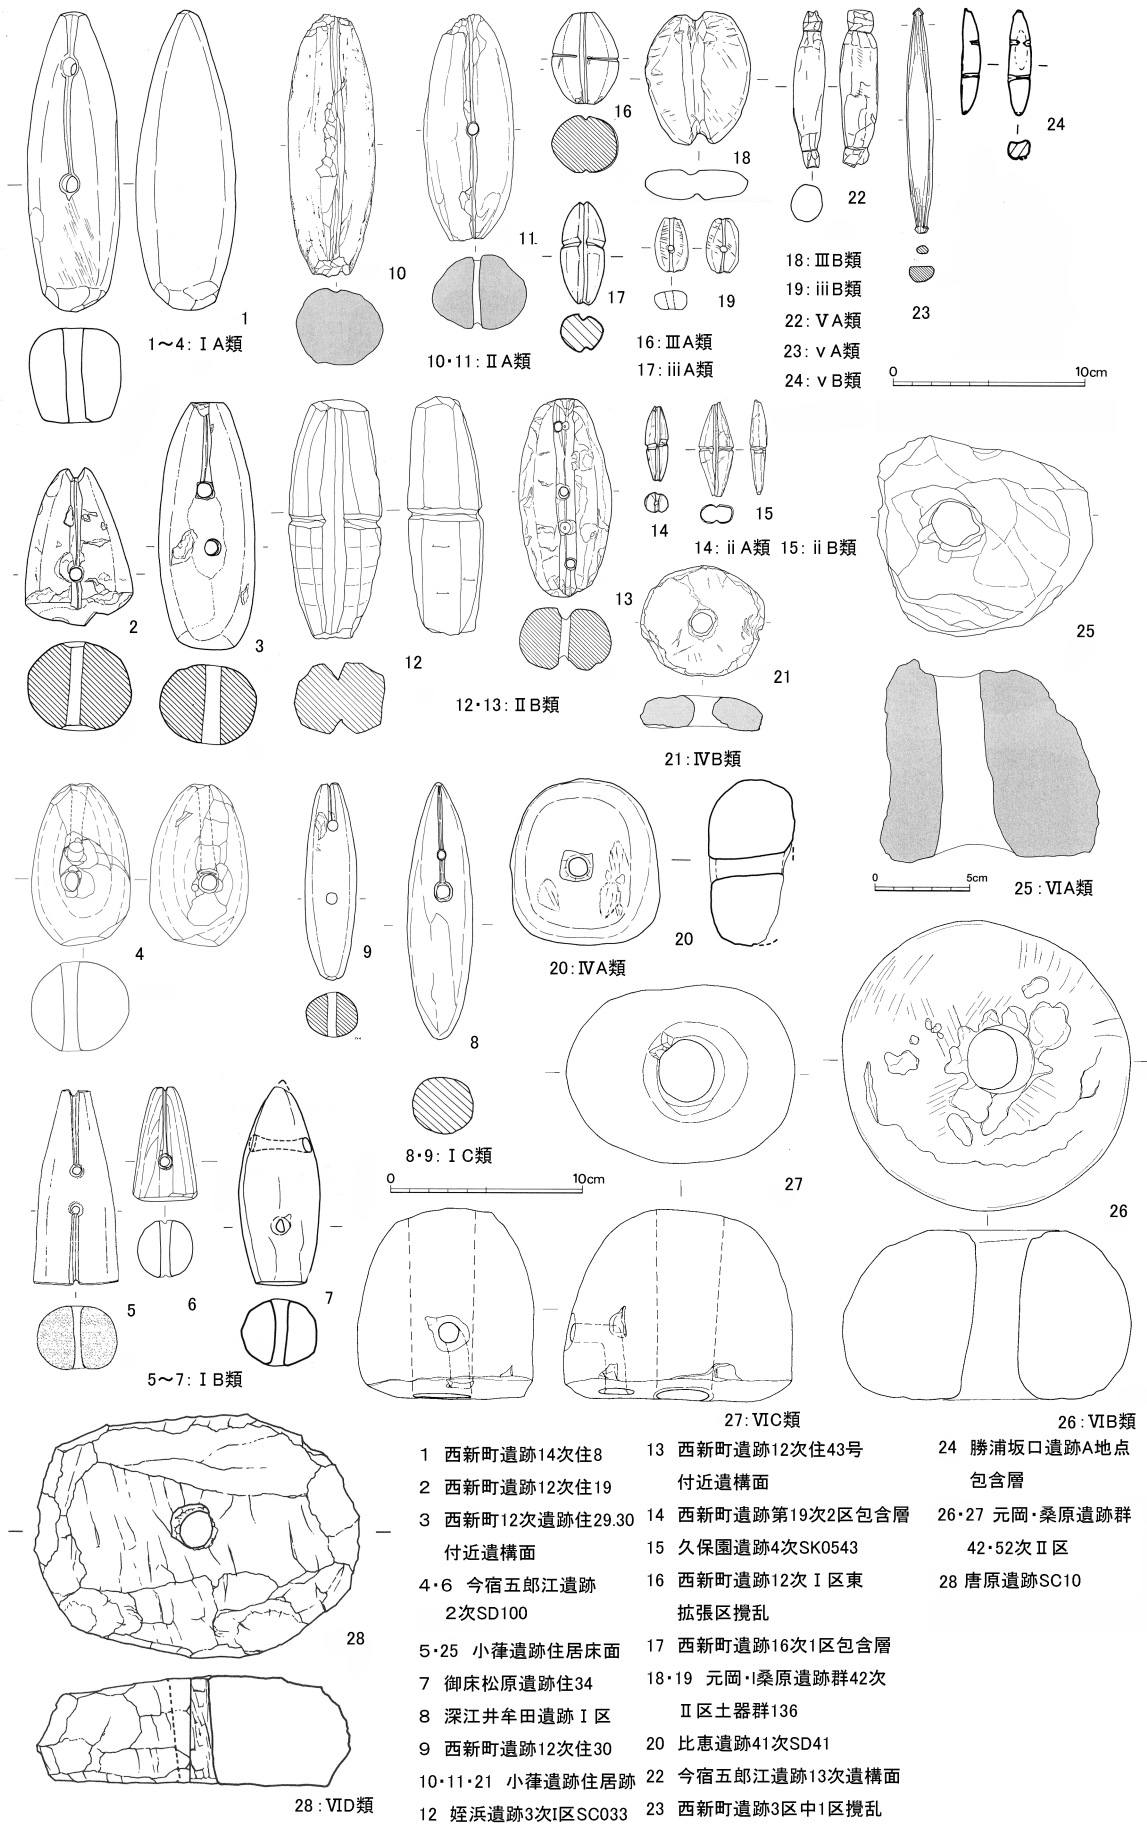 1
10
11
16
17
18
19
22
23
24
1～4：ⅠA類
10・11：ⅡA類
16：ⅢA類
17：ⅲA類
18：ⅢB類
19：ⅲB類
22：ⅤA類
23：ⅴA類
24：ⅴB類
0 10cm
2
3
12
13
14
15
14：ⅱA類 15：ⅱB類
12・13：ⅡB類
21
21：ⅣB類
25
0 5cm
25：ⅥA類
4
9
8
8・9：ⅠC類
20
20：ⅣA類
0 10cm
27
26
5
6
7
5～7：ⅠB類
27：ⅥC類
26：ⅥB類
28
28：ⅥD類
1 西新町遺跡14次住8
2 西新町遺跡12次住19
3 西新町12次遺跡住29.30
付近遺構面
4・6 今宿五郎江遺跡
2次SD100
5・25 小葎遺跡住居床面
7 御床松原遺跡住34
8 深江井牟田遺跡Ⅰ区
9 西新町遺跡12次住30
10・11・21 小葎遺跡住居跡
12 姪浜遺跡3次Ⅰ区SC033
13 西新町遺跡12次住43号
付近遺構面
14 西新町遺跡第19次2区包含層
15 久保園遺跡4次SK0543
16 西新町遺跡12次Ⅰ区東
拡張区攪乱
17 西新町遺跡16次1区包含層
18・19 元岡・桑原遺跡群42次
Ⅱ区土器群136
20 比恵遺跡41次SD41
22 今宿五郎江遺跡13次遺構面
23 西新町遺跡3区中1区攪乱
24 勝浦坂口遺跡A地点
包含層
26・27 元岡・桑原遺跡群
42・52次Ⅱ区
28 唐原遺跡SC10